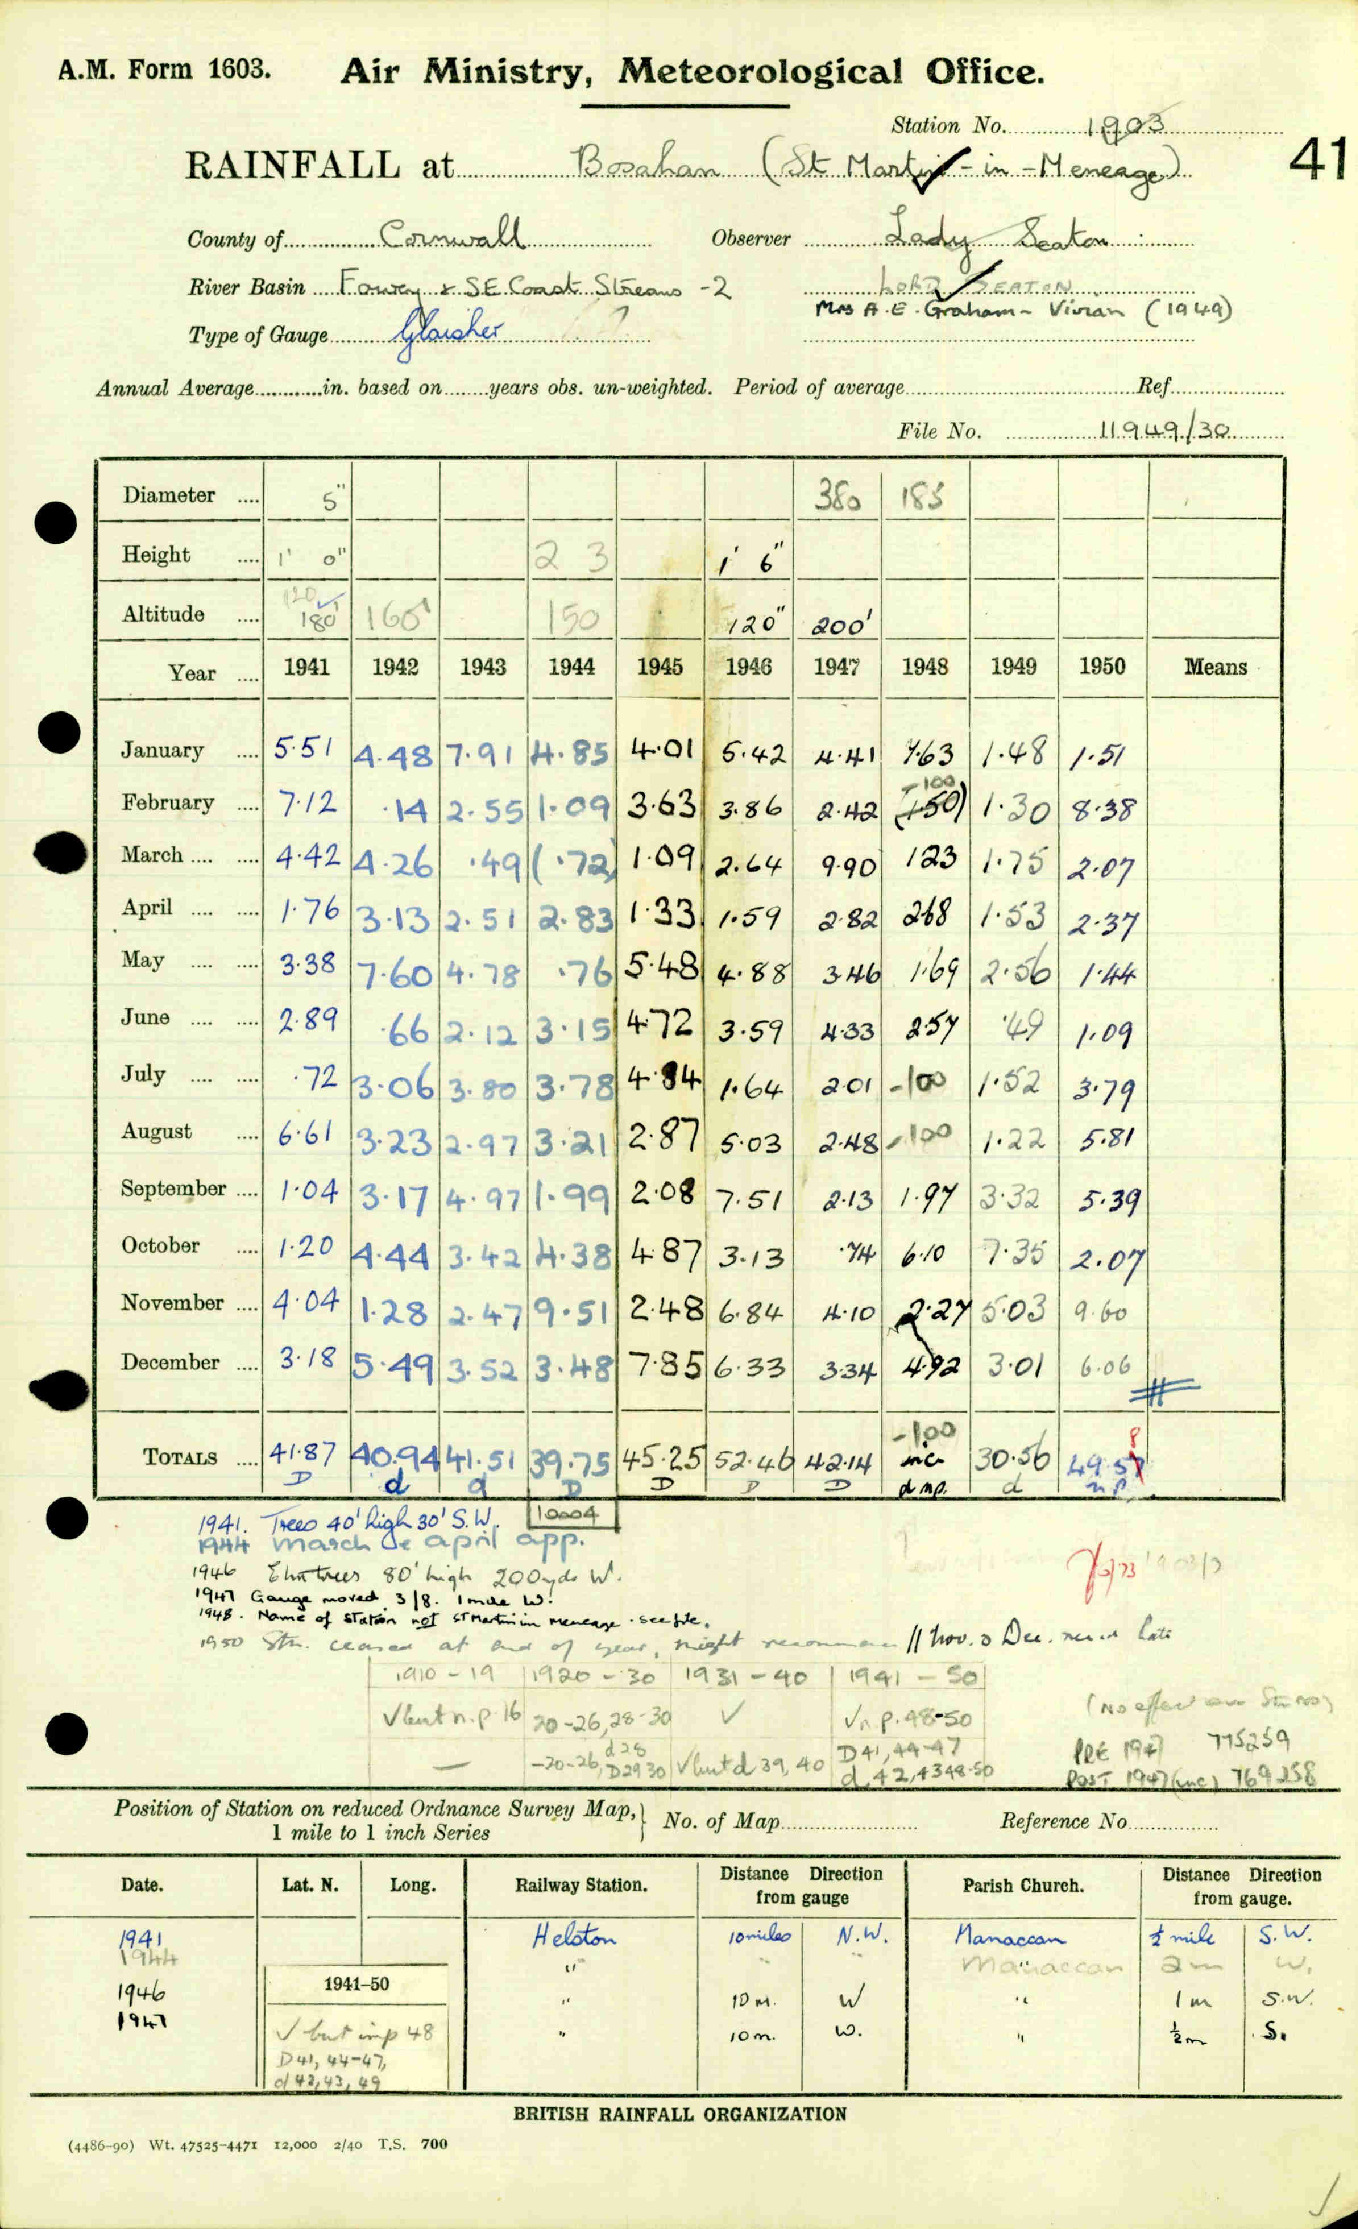 A.M. Form 1603. Air Ministry, Meteorological Office.
Station No. 1903
41
RAINFALL at Bosahan (St Martin-in-Meneage)
County of Cornwall Observer Lady Seaton
River Basin Fowey & SE Coast Streams -2 LORD SEATON
Mrs A.E. Graham-Vivian (1949)
Type of Gauge Glaisher
Annual Average in. based on years obs. un-weighted. Period of average Ref.
File No. 11949/30
Diameter 5" 380 185
Height 1' 0" 2 3 1' 6"
Altitude 120 180' 160' 150 120" 200'
Year 1941 1942 1943 1944 1945 1946 1947 1948 1949 1950 Means
January 5.51 4.48 7.91 4.85 4.01 5.42 4.41 7.63 1.48 1.51
February 7.12 .14 2.55 1.09 3.63 3.86 2.42 -100 (1.50) 1.30 8.38
March 4.42 4.26 .49 (.72) 1.09 2.64 9.90 1.23 1.75 2.07
April 1.76 3.13 2.51 2.83 1.33 1.59 2.82 2.68 1.53 2.37
May 3.38 7.60 4.78 .76 5.48 4.88 3.46 1.69 2.56 1.44
June 2.89 .66 2.12 3.15 4.72 3.59 4.33 2.57 .49 1.09
July .72 3.06 3.80 3.78 4.84 1.64 2.01 -100 1.52 3.79
August 6.61 3.23 2.97 3.21 2.87 5.03 2.48 -100 1.22 5.81
September 1.04 3.17 4.97 1.99 2.08 7.51 2.13 1.97 3.32 5.39
October 1.20 4.44 3.42 4.38 4.87 3.13 .74 6.10 7.35 2.07
November 4.04 1.28 2.47 9.51 2.48 6.84 4.10 2.27 5.03 9.60
December 3.18 5.49 3.52 3.48 7.85 6.33 3.34 4.92 3.01 6.06
-100 8
TOTALS 41.87 40.94 41.51 39.75 45.25 52.46 42.14 inc 30.56 49.57
D d d D D D D d n.p. d n.p.
1941. Trees 40' high 30' S.W. 10004
1944 March & April app.
1946 Elm trees 80' high 200yds W.
1947 Gauge moved 3/8. 1 mile W.
1948. Name of station not St Martin in Meneage. see file.
1950 Stn. ceased at end of year, might // Nov. & Dec. late
1910-19 1920-30 1931-40 1941-50
V but n.p. 16 20-26, 28-30 ✓ V n.p. 48-50
— -20-26, d28 D29 30 V but d 39, 40 D41, 44-47 d. 42, 43 48-50
(No effect on Stn No)
PRE 1947 775259
POST 1947 (inc) 769258
Position of Station on reduced Ordnance Survey Map, 1 mile to 1 inch Series } No. of Map Reference No.
Date. Lat. N. Long. Railway Station. Distance Direction from gauge Parish Church. Distance Direction from gauge.
1941 Helston 10 miles N.W. Manaccan ½ mile S.W.
1944 " " " Manaccan 2m W.
1946 " 10 m. W " 1 m S.W.
1947 " 10 m. W. " ½ m S.
1941-50
✓ but imp 48
D41, 44-47,
d 42, 43, 49
BRITISH RAINFALL ORGANIZATION
(4486-90) Wt. 47525-4471 12,000 2/40 T.S. 700